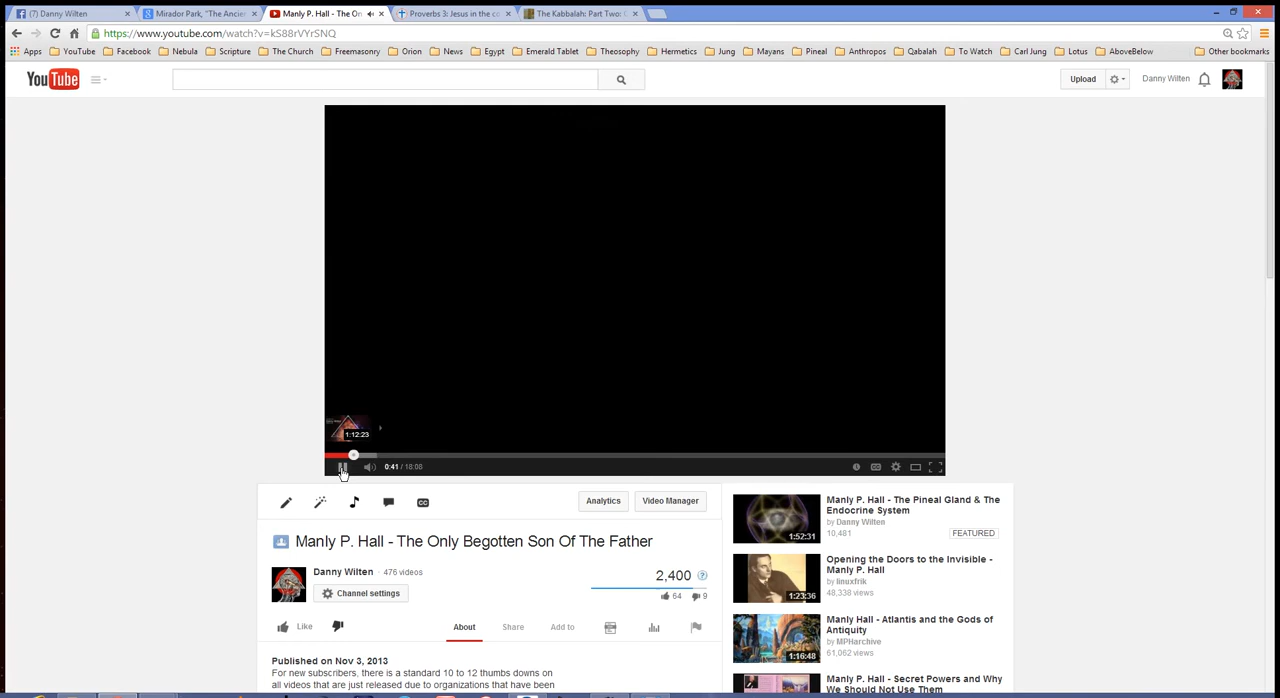 (7) Danny Wilten
Mirador Park, "The Ancie
Manly P. Hall - The On
Proverbs 3: Jesus in the co
The Kabbalah: Part Two: C
https://www.youtube.com/watch?v=kS88rVYrSNQ
Apps YouTube Facebook Nebula Scripture The Church Freemasonry Orion News Egypt Emerald Tablet Theosophy Hermetics Jung Mayans Pineal Anthropos Qabalah To Watch Carl Jung Lotus AboveBelow Other bookmarks
YouTube
Upload
Danny Wilten
1:12:23
0:41 / 18:08
Analytics
Video Manager
Manly P. Hall - The Only Begotten Son Of The Father
Danny Wilten · 476 videos
Channel settings
2,400
64 9
Like
About Share Add to
Published on Nov 3, 2013
For new subscribers, there is a standard 10 to 12 thumbs downs on
all videos that are just released due to organizations that have been
Manly P. Hall - The Pineal Gland & The
Endocrine System
by Danny Wilten
10,481
FEATURED
1:52:31
Opening the Doors to the Invisible -
Manly P. Hall
by linuxfrik
48,338 views
1:23:36
Manly Hall - Atlantis and the Gods of
Antiquity
by MPHarchive
61,062 views
1:16:48
Manly P. Hall - Secret Powers and Why
We Should Not Use Them